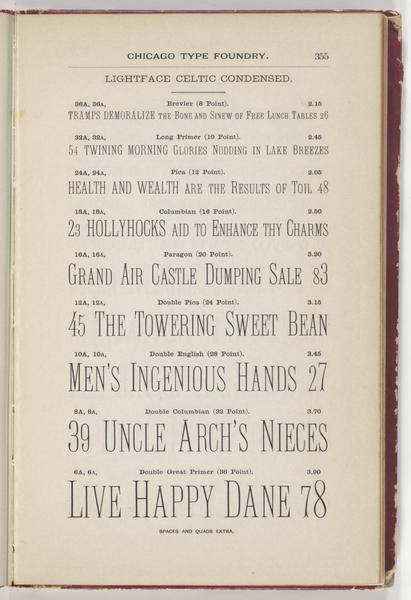 CHICAGO TYPE FOUNDRY. 355
LIGHTFACE CELTIC CONDENSED.
36A, 36A, Brevier (8 Point). 2.15
TRAMPS DEMORALIZE THE BONE AND SINEW OF FREE LUNCH TABLES 26
32A, 32A, Long Primer (10 Point). 2.45
54 TWINING MORNING GLORIES NODDING IN LAKE BREEZES
24A, 24A, Pica (12 Point). 2.05
HEALTH AND WEALTH ARE THE RESULTS OF TOIL 48
18A, 18A, Columbian (16 Point). 2.50
23 HOLLYHOCKS AID TO ENHANCE THY CHARMS
16A, 16A, Paragon (20 Point). 3.20
GRAND AIR CASTLE DUMPING SALE 83
12A, 12A, Double Pica (24 Point). 3.15
45 THE TOWERING SWEET BEAN
10A, 10A, Double English (28 Point). 3.45
MEN'S INGENIOUS HANDS 27
8A, 8A, Double Columbian (32 Point). 3.70
39 UNCLE ARCH'S NIECES
6A, 6A, Double Great Primer (36 Point). 3.90
LIVE HAPPY DANE 78
SPACES AND QUADS EXTRA.